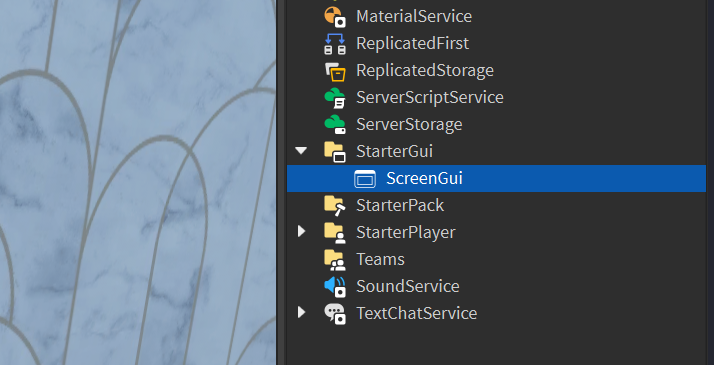 MaterialService
ReplicatedFirst
ReplicatedStorage
ServerScriptService
ServerStorage
StarterGui
ScreenGui
StarterPack
StarterPlayer
Teams
SoundService
TextChatService